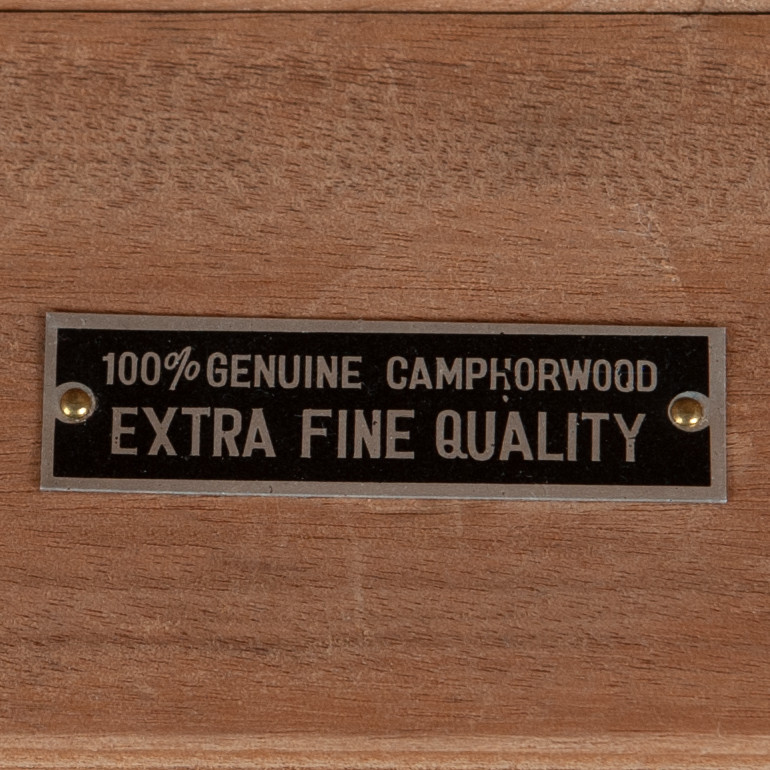 100% GENUINE CAMPHORWOOD
EXTRA FINE QUALITY